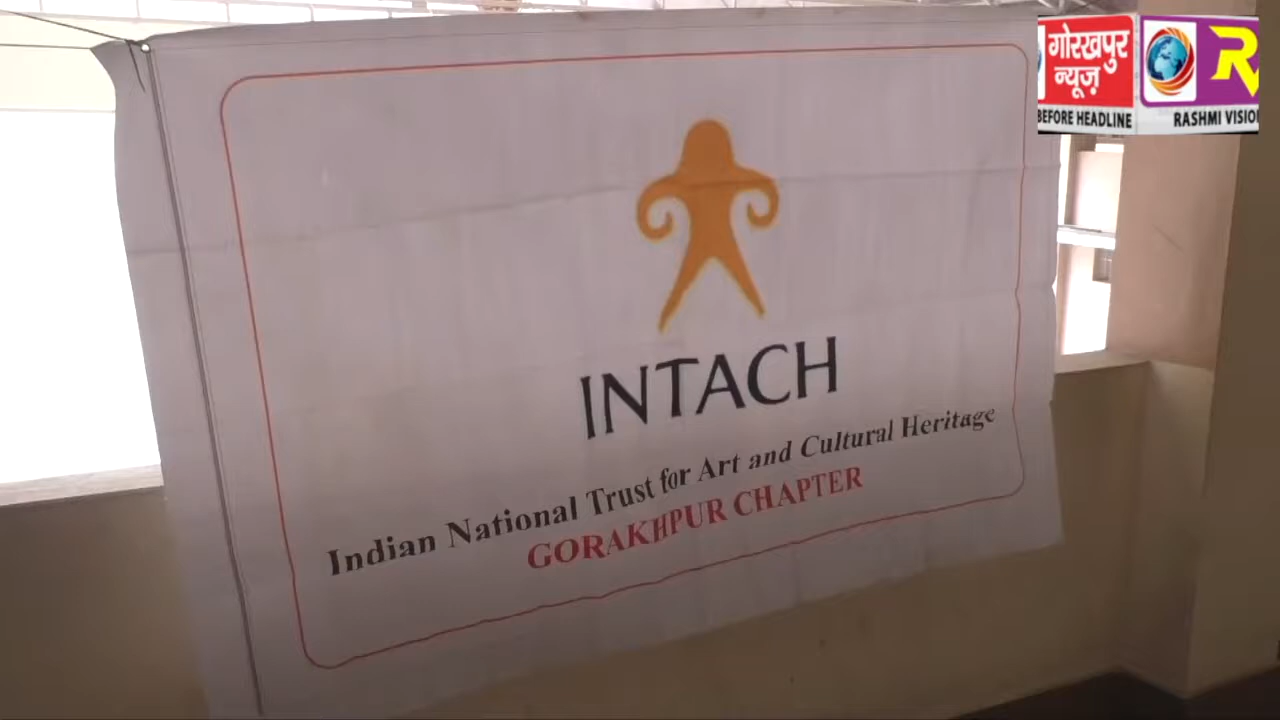 INTACH
Indian National Trust for Art and Cultural Heritage
GORAKHPUR CHAPTER
गोरखपुर
न्यूज़
BEFORE HEADLINE
R
RASHMI VISIO